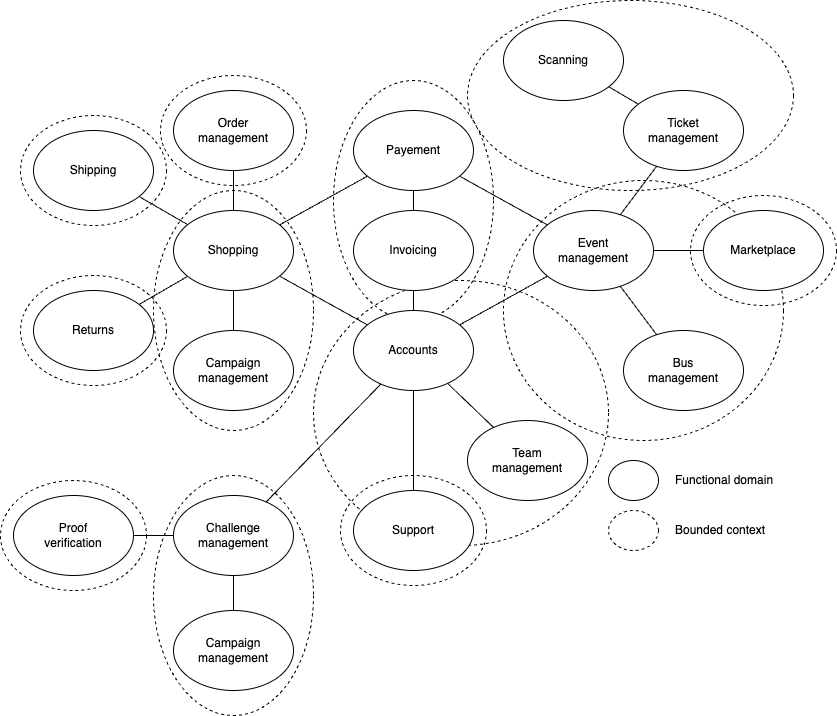 Scanning
Order
management
Ticket
management
Payement
Shipping
Shopping
Invoicing
Event
management
Marketplace
Returns
Accounts
Campaign
management
Bus
management
Team
management
Functional domain
Proof
verification
Challenge
management
Support
Bounded context
Campaign
management